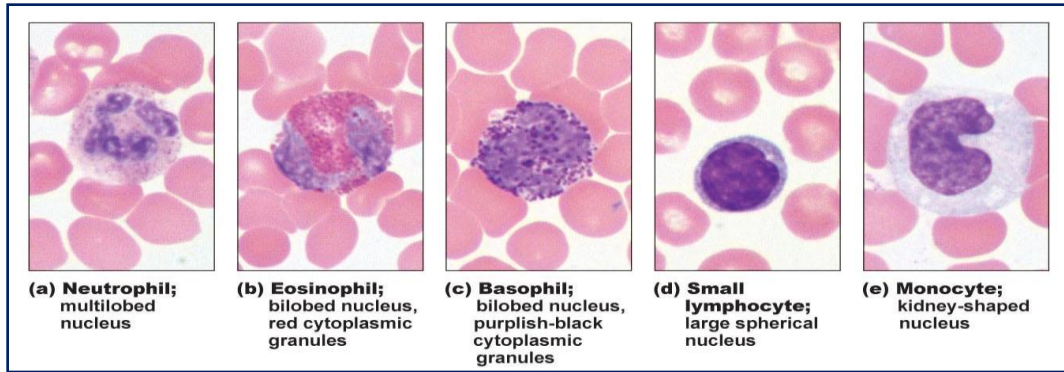 (a) Neutrophil;
multilobed
nucleus
(b) Eosinophil;
bilobed nucleus,
red cytoplasmic
granules
(c) Basophil;
bilobed nucleus,
purplish-black
cytoplasmic
granules
(d) Small
lymphocyte;
large spherical
nucleus
(e) Monocyte;
kidney-shaped
nucleus